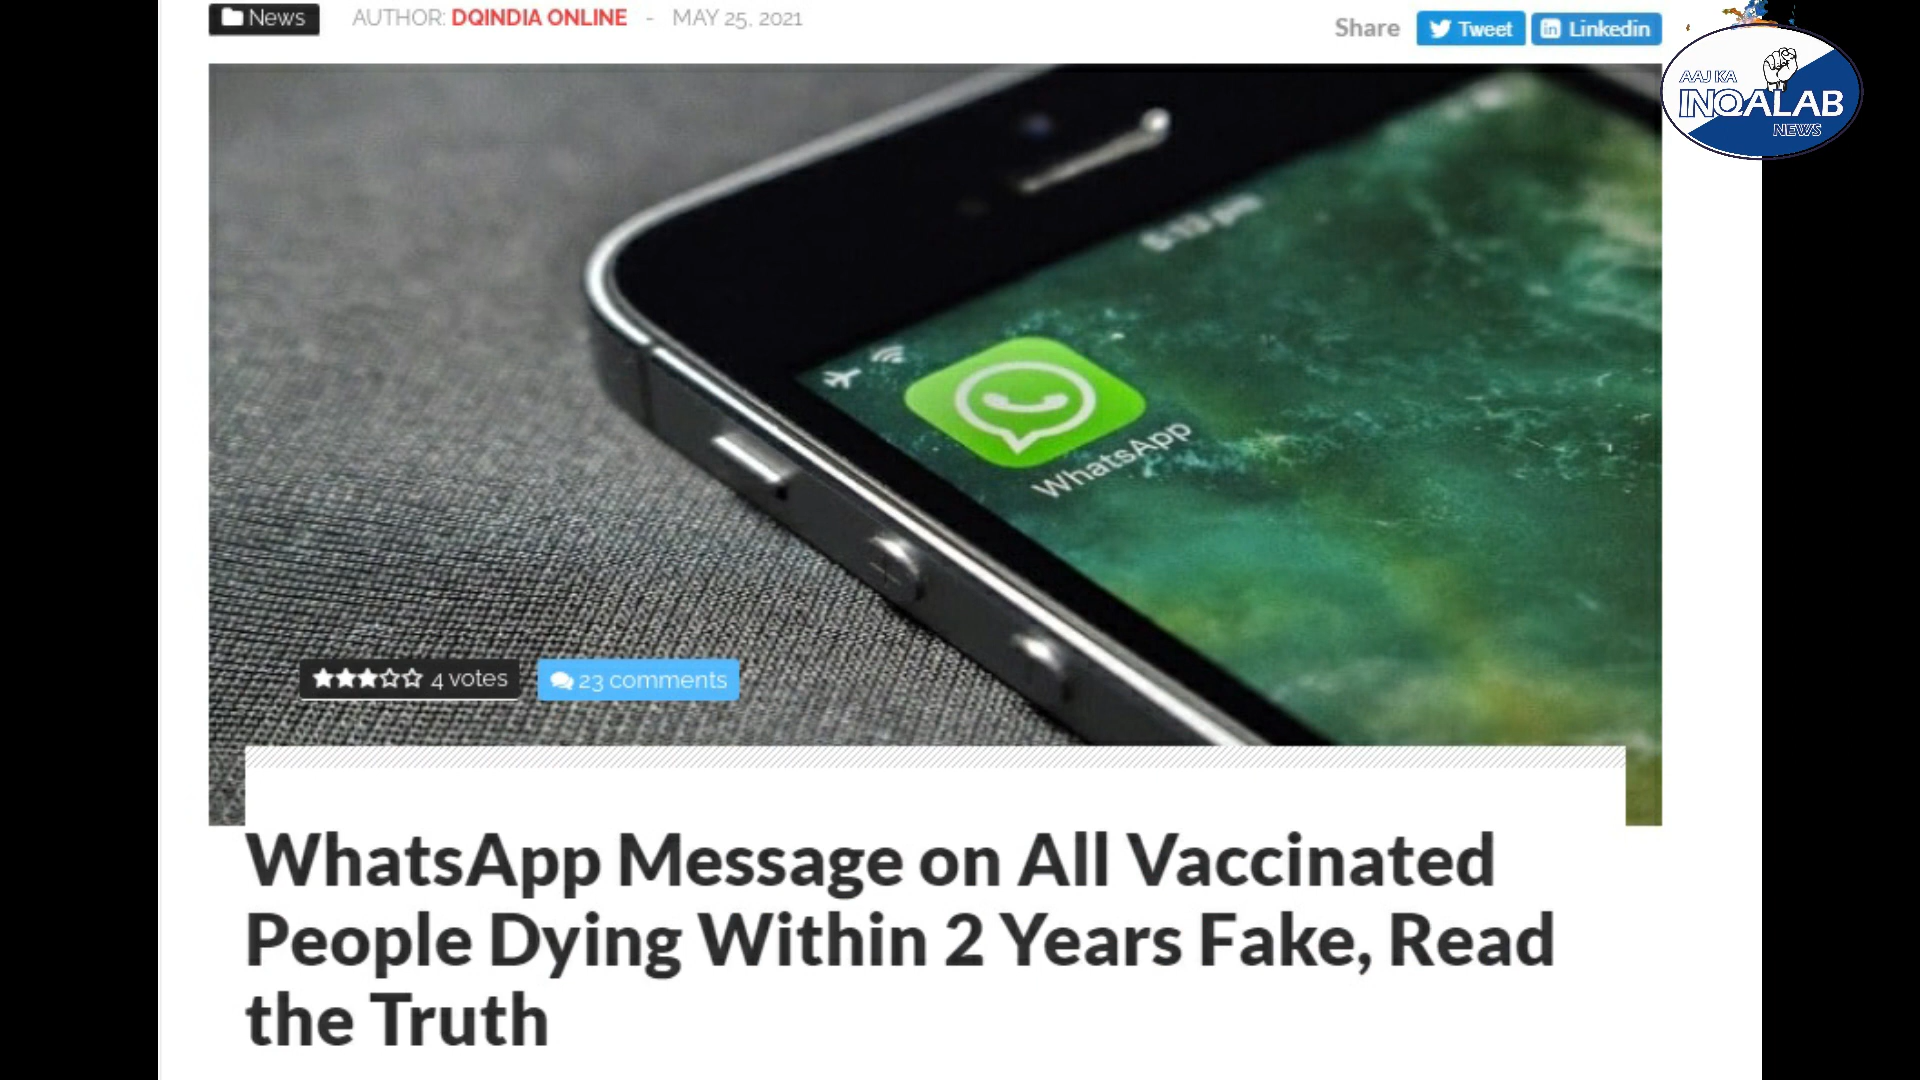 News
AUTHOR: DQINDIA ONLINE - MAY 25, 2021
Share Tweet Linkedin
AAJ KA
INQALAB
NEWS
WhatsApp
4 votes
23 comments
WhatsApp Message on All Vaccinated
People Dying Within 2 Years Fake, Read
the Truth